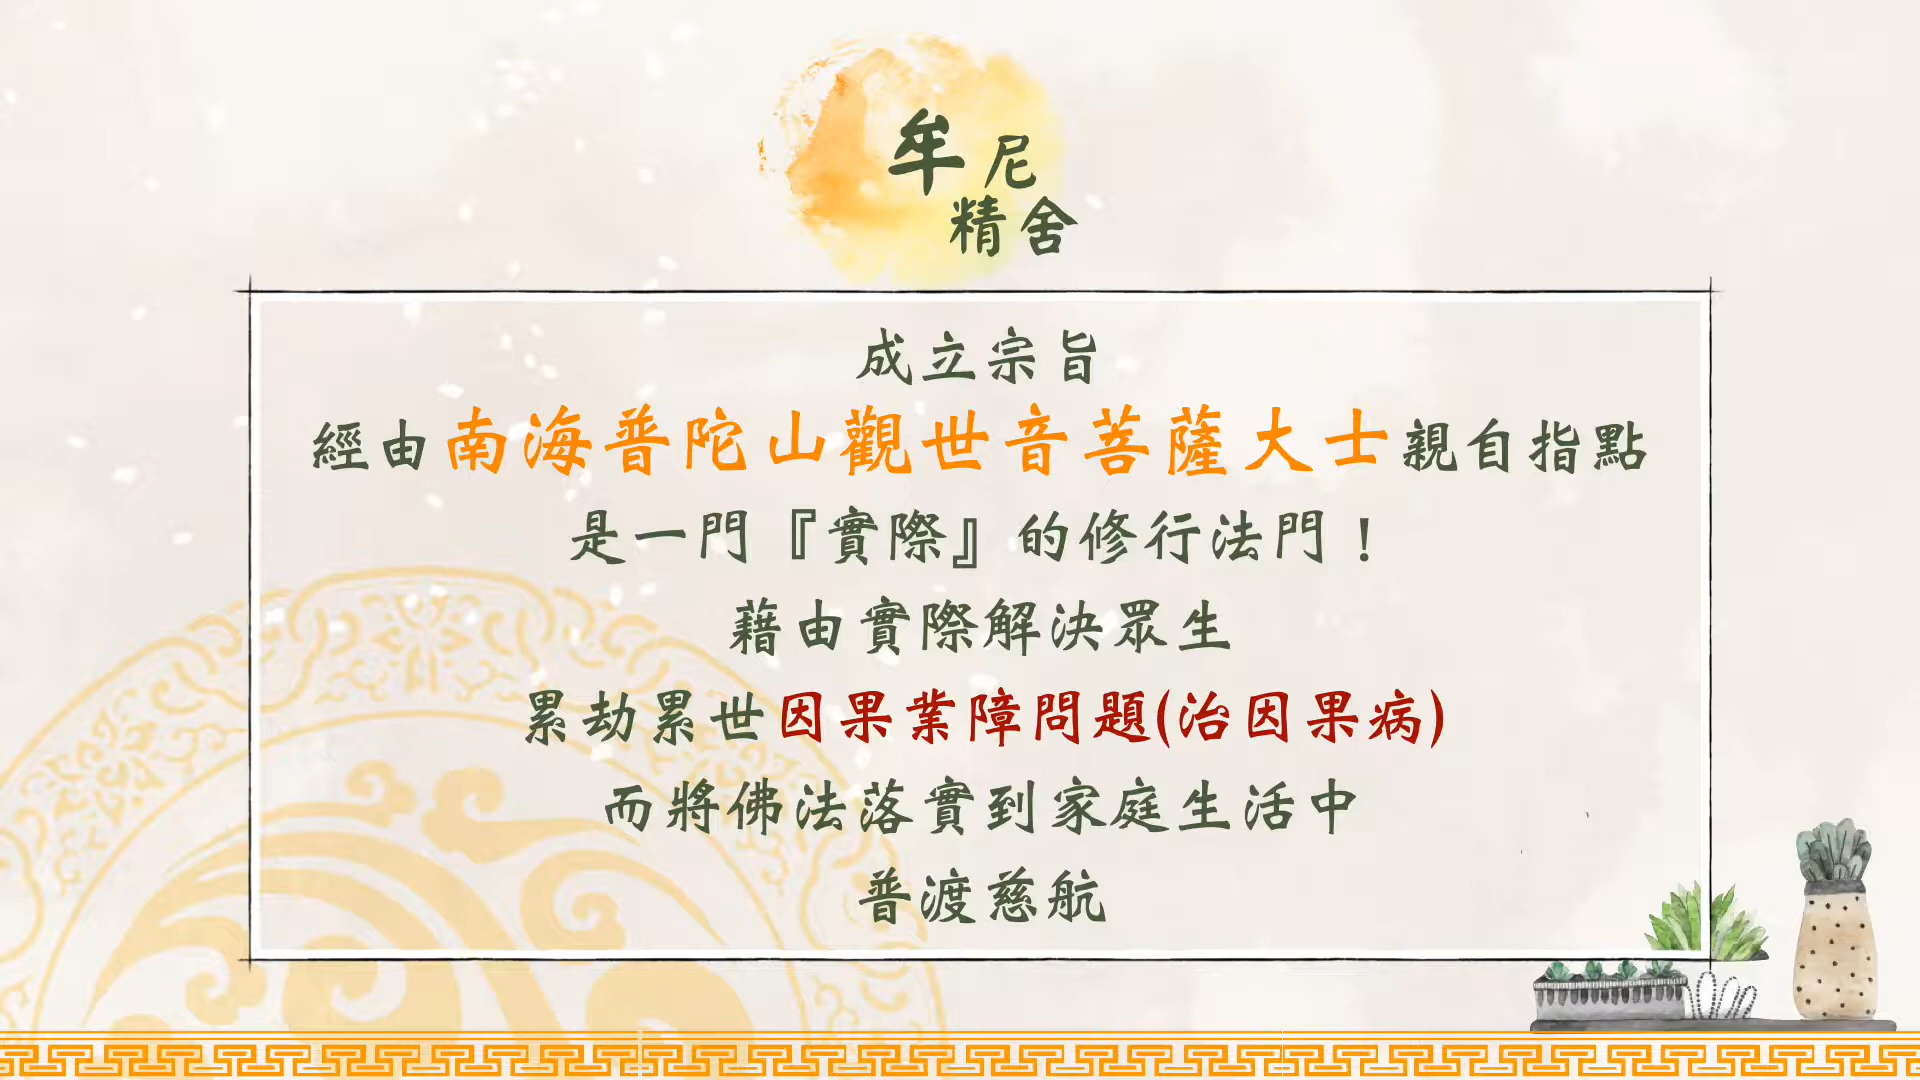 牟尼
精舍
成立宗旨
經由南海普陀山觀世音菩薩大士親自指點
是一門『實際』的修行法門！
藉由實際解決眾生
累劫累世因果業障問題(治因果病)
而將佛法落實到家庭生活中
普渡慈航